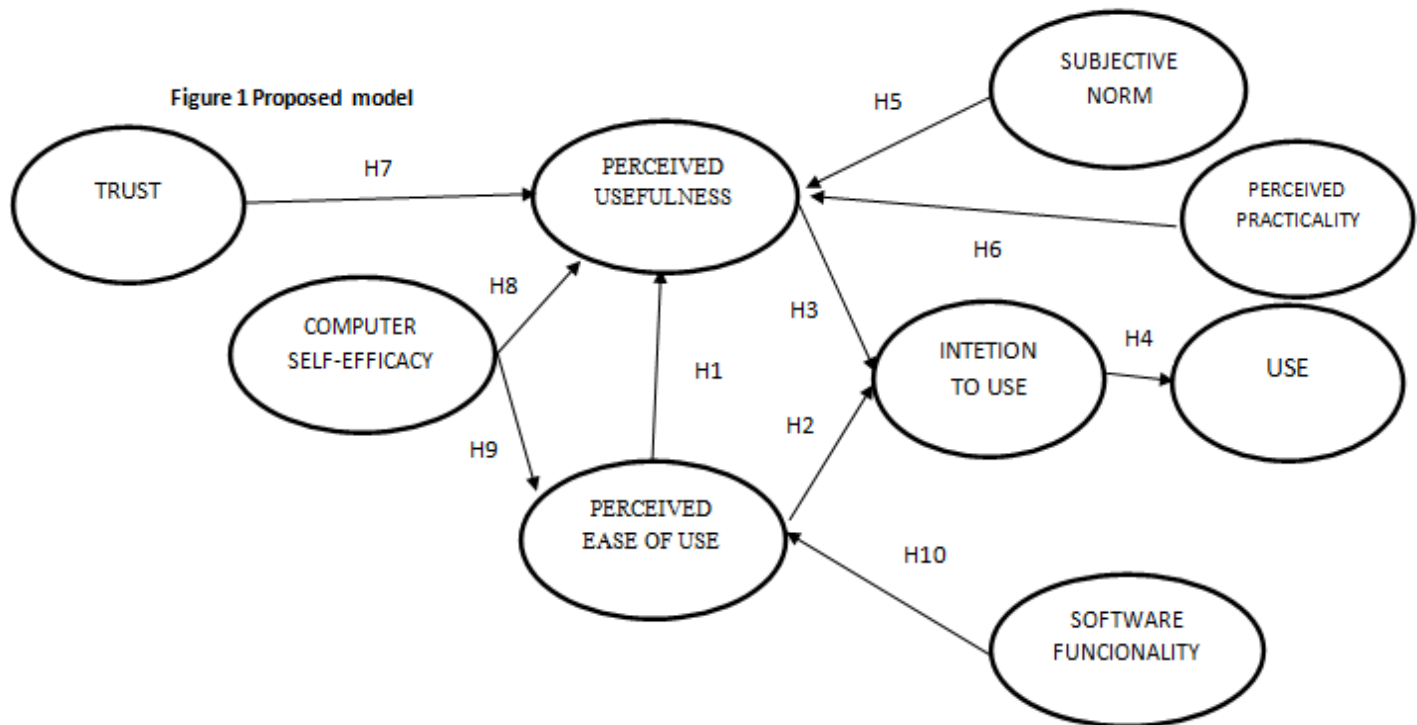 Figure 1 Proposed model
SUBJECTIVE
NORM
H5
TRUST
H7
PERCEIVED
USEFULNESS
PERCEIVED
PRACTICALITY
H6
H8
COMPUTER
SELF-EFFICACY
H3
H1
INTETION
TO USE
H4
USE
H2
H9
PERCEIVED
EASE OF USE
H10
SOFTWARE
FUNCIONALITY